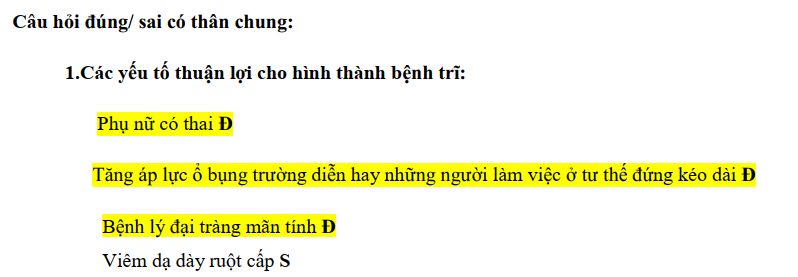 Câu hỏi đúng/ sai có thân chung:
1.Các yếu tố thuận lợi cho hình thành bệnh trĩ:
Phụ nữ có thai Đ
Tăng áp lực ổ bụng trường diễn hay những người làm việc ở tư thế đứng kéo dài Đ
Bệnh lý đại tràng mãn tính Đ
Viêm dạ dày ruột cấp S